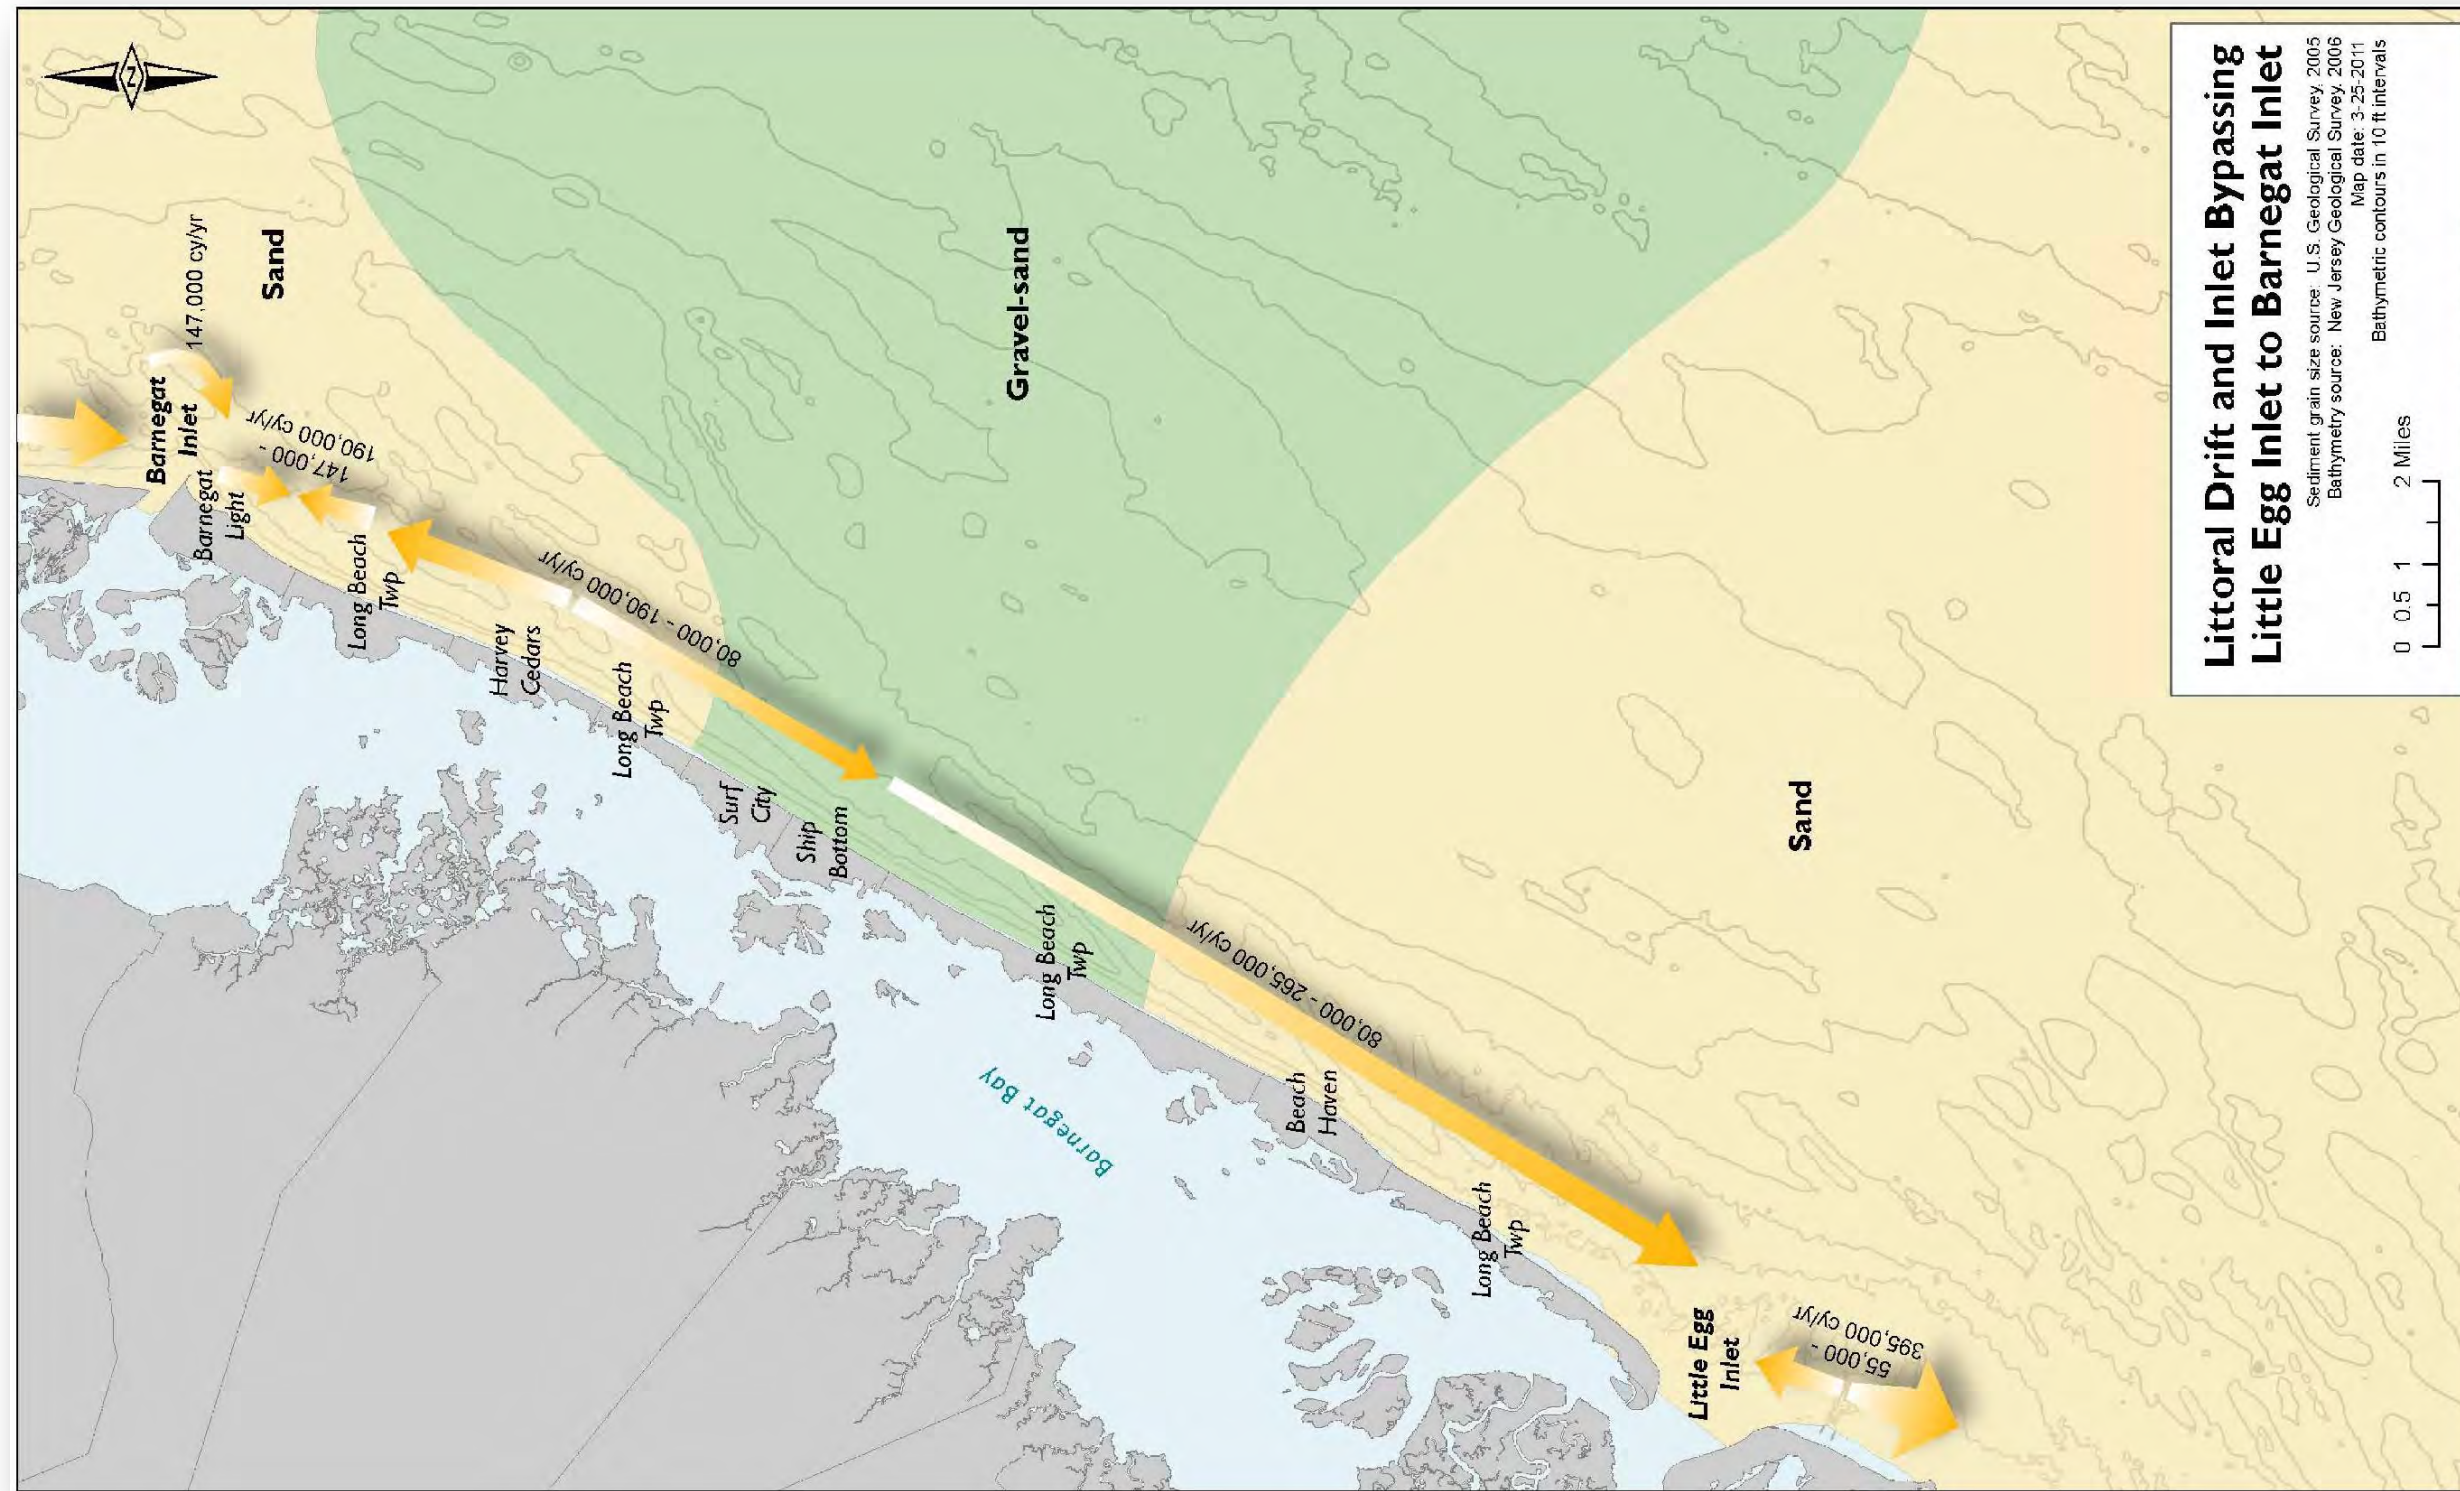 Littoral Drift and Inlet Bypassing
Little Egg Inlet to Barnegat Inlet
Sediment grain size source: U.S. Geological Survey, 2005
Bathymetry source: New Jersey Geological Survey, 2006
Map date: 3-25-2011
Bathymetric contours in 10 ft intervals
0 0.5 1 2 Miles
N
147,000 cy/yr
Sand
Barnegat
Inlet
147,000 -
190,000 cy/yr
Barnegat
Light
Long Beach
Twp
Harvey
Cedars
80,000 - 190,000 cy/yr
Long Beach
Twp
Surf
City
Ship
Bottom
Gravel-sand
Long Beach
Twp
80,000 - 265,000 cy/yr
Barnegat Bay
Beach
Haven
Sand
Long Beach
Twp
Little Egg
Inlet
55,000 -
395,000 cy/yr